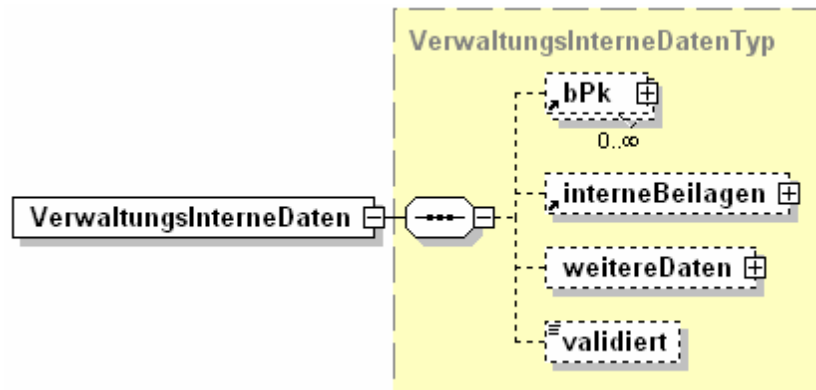 VerwaltungsInterneDatenTyp
bPk
0..∞
interneBeilagen
VerwaltungsInterneDaten
weitereDaten
validiert